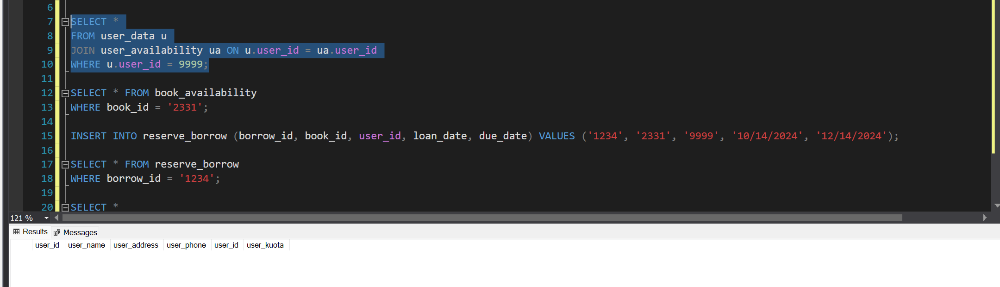 6
7 SELECT *
8 FROM user_data u
9 JOIN user_availability ua ON u.user_id = ua.user_id
10 WHERE u.user_id = 9999;
11
12 SELECT * FROM book_availability
13 WHERE book_id = '2331';
14
15 INSERT INTO reserve_borrow (borrow_id, book_id, user_id, loan_date, due_date) VALUES ('1234', '2331', '9999', '10/14/2024', '12/14/2024');
16
17 SELECT * FROM reserve_borrow
18 WHERE borrow_id = '1234';
19
20 SELECT *
121 %
Results Messages
user_id user_name user_address user_phone user_id user_kuota